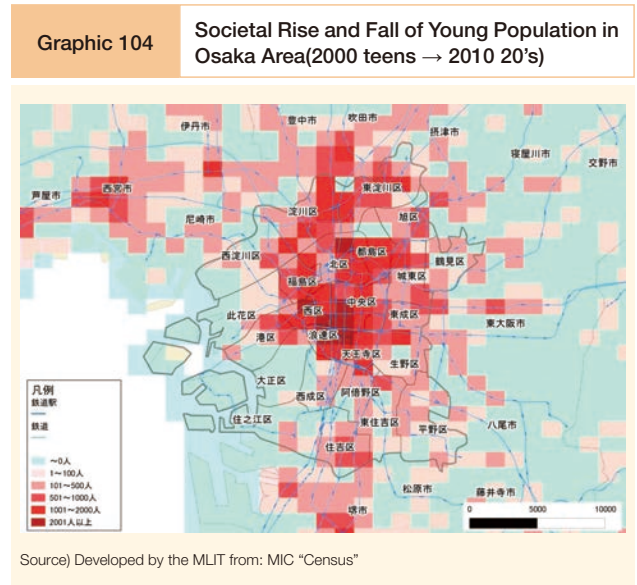 Graphic 104
Societal Rise and Fall of Young Population in
Osaka Area(2000 teens → 2010 20's)
伊丹市
豊中市
吹田市
摂津市
寝屋川市
交野市
芦屋市
西宮市
尼崎市
淀川区
東淀川区
旭区
西淀川区
北区
都島区
鶴見区
城東区
福島区
此花区
西区
中央区
東成区
東大阪市
港区
浪速区
天王寺区
生野区
大正区
西成区
阿倍野区
住之江区
東住吉区
平野区
八尾市
住吉区
松原市
藤井寺市
堺市
凡例
鉄道駅
鉄道
～0人
1～100人
101～500人
501～1000人
1001～2000人
2001人以上
0 5000 10000
Source) Developed by the MLIT from: MIC “Census”